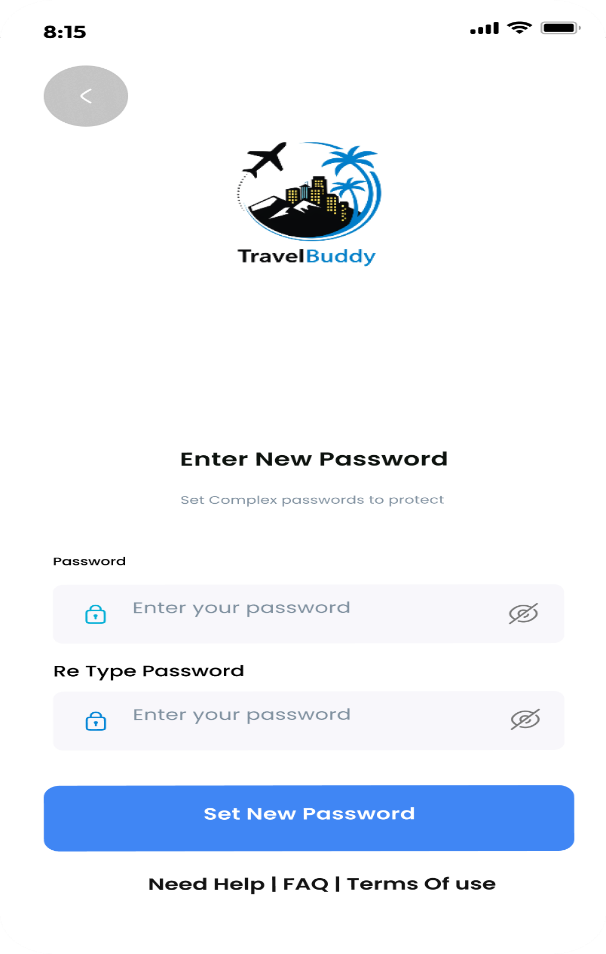 8:15
TravelBuddy
Enter New Password
Set Complex passwords to protect
Password
Enter your password
Re Type Password
Enter your password
Set New Password
Need Help | FAQ | Terms Of use